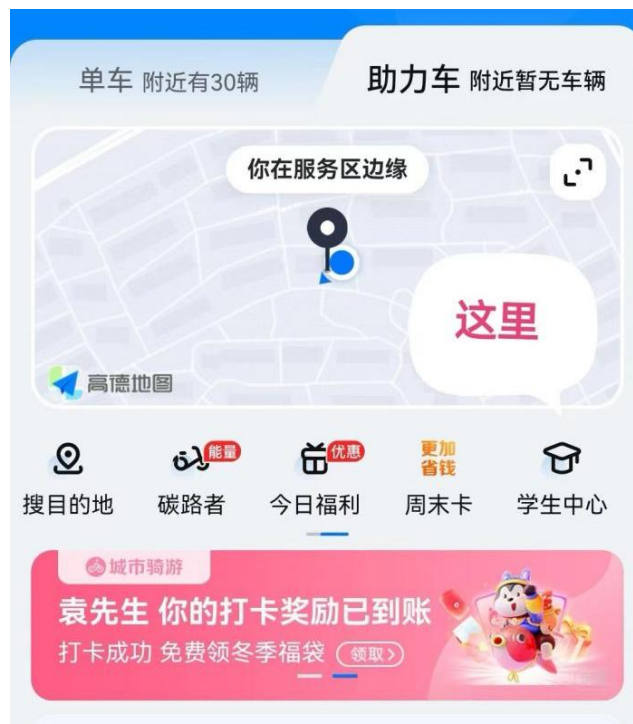 单车 附近有30辆
助力车 附近暂无车辆
你在服务区边缘
这里
高德地图
能量
优惠
更加
省钱
搜目的地
碳路者
今日福利
周末卡
学生中心
城市骑游
袁先生 你的打卡奖励已到账
打卡成功 免费领冬季福袋 领取>